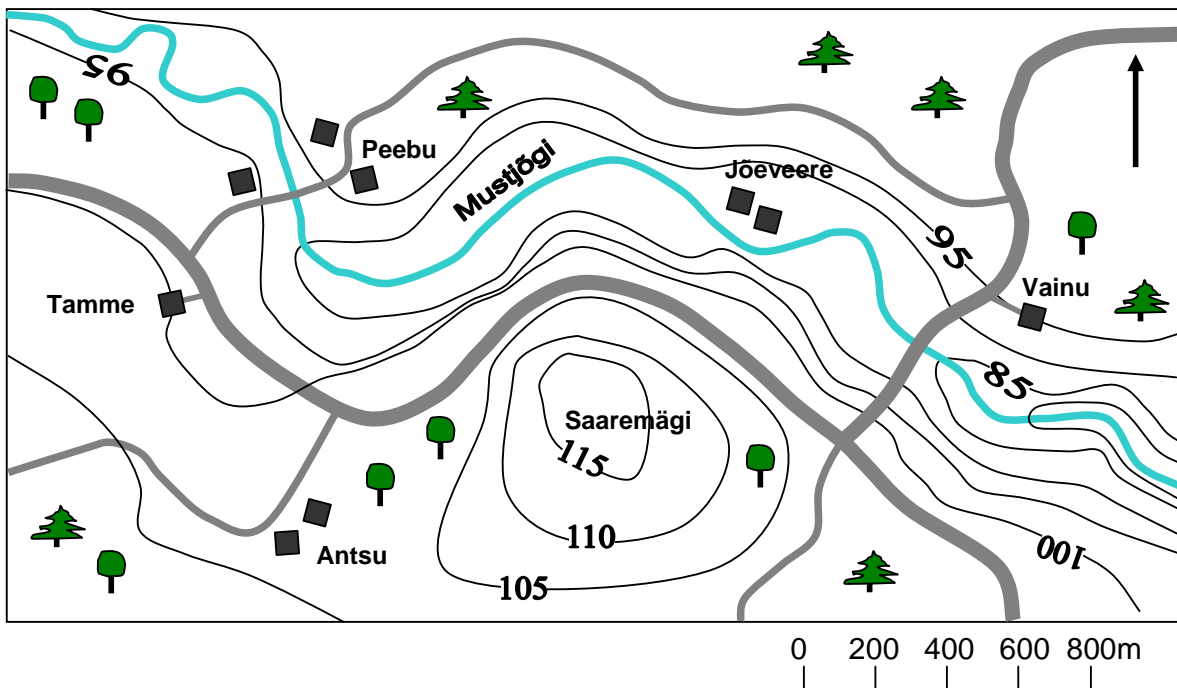 95
Peebu
Mustjõgi
Jõeveere
95
Vainu
Tamme
85
Saaremägi
115
110
100
Antsu
105
0 200 400 600 800m